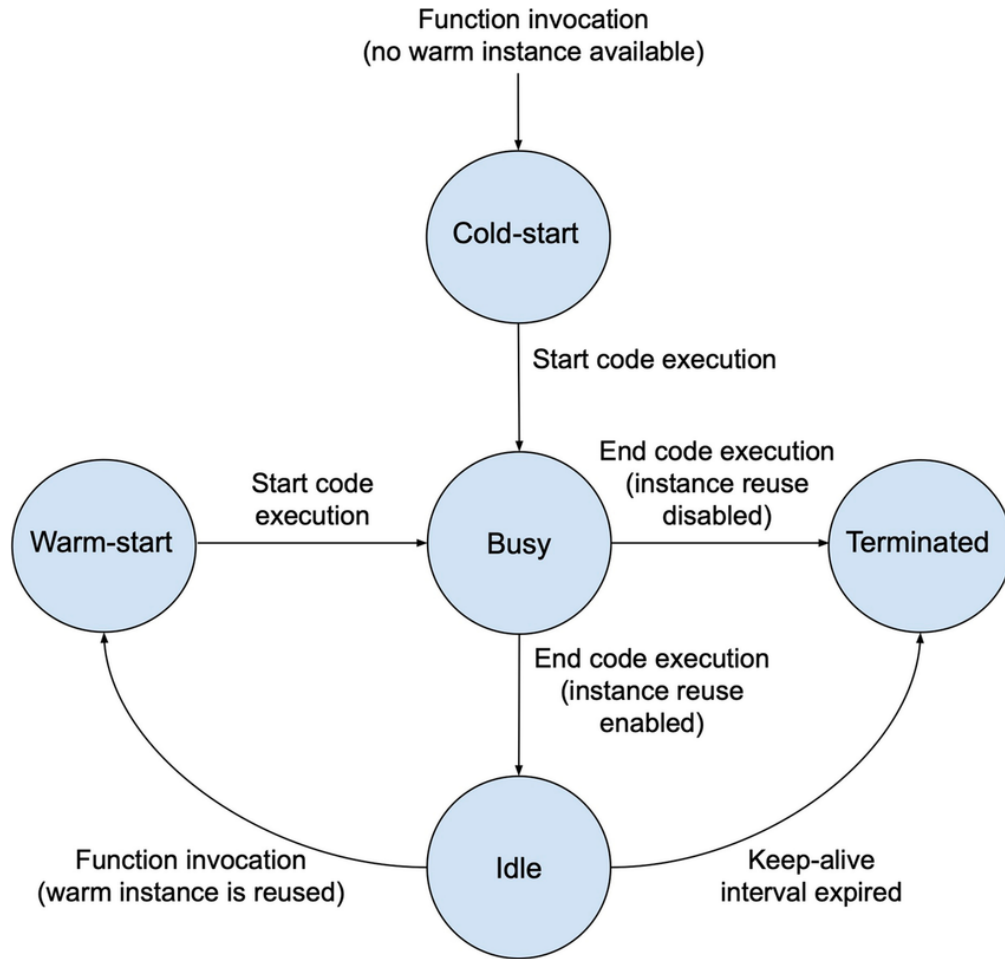 Function invocation
(no warm instance available)
Cold-start
Start code execution
End code execution
(instance reuse
disabled)
Start code
execution
Warm-start
Busy
Terminated
End code execution
(instance reuse
enabled)
Function invocation
(warm instance is reused)
Idle
Keep-alive
interval expired